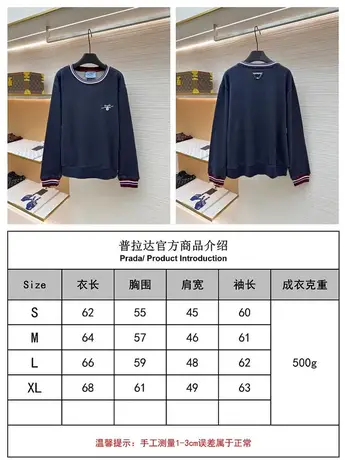 普拉达官方商品介绍
Prada/ Product Introduction
Size 衣长 胸围 肩宽 袖长 成衣克重
S 62 55 45 60
M 64 57 46 61
L 66 59 48 62
XL 68 61 49 63
500g
温馨提示：手工测量1-3cm误差属于正常